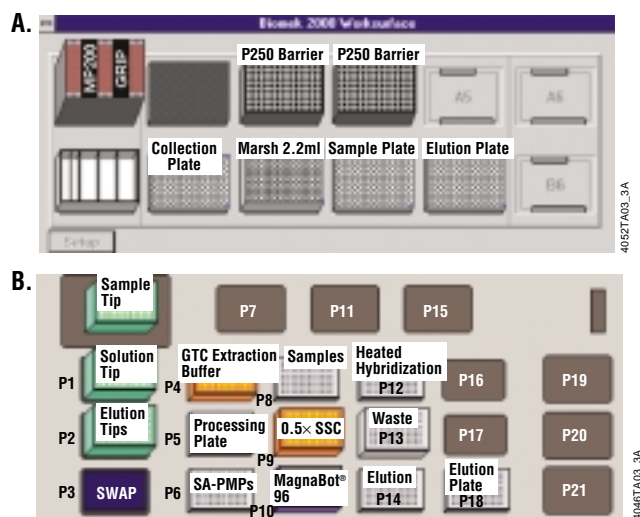 A.
Biomek 2000 Worksurface
MP200
GRIP
P250 Barrier
P250 Barrier
A5
A6
Collection
Plate
Marsh 2.2ml
Sample Plate
Elution Plate
B6
Setup
4052TA03_3A
B.
Sample
Tip
P7
P11
P15
P1
Solution
Tip
P4
GTC Extraction
Buffer
P8
Samples
Heated
Hybridization
P12
P16
P19
P2
Elution
Tips
P5
Processing
Plate
P9
0.5× SSC
Waste
P13
P17
P20
P3
SWAP
P6
SA-PMPs
P10
MagnaBot®
96
Elution
P14
Elution
Plate
P18
P21
4046TA03_3A